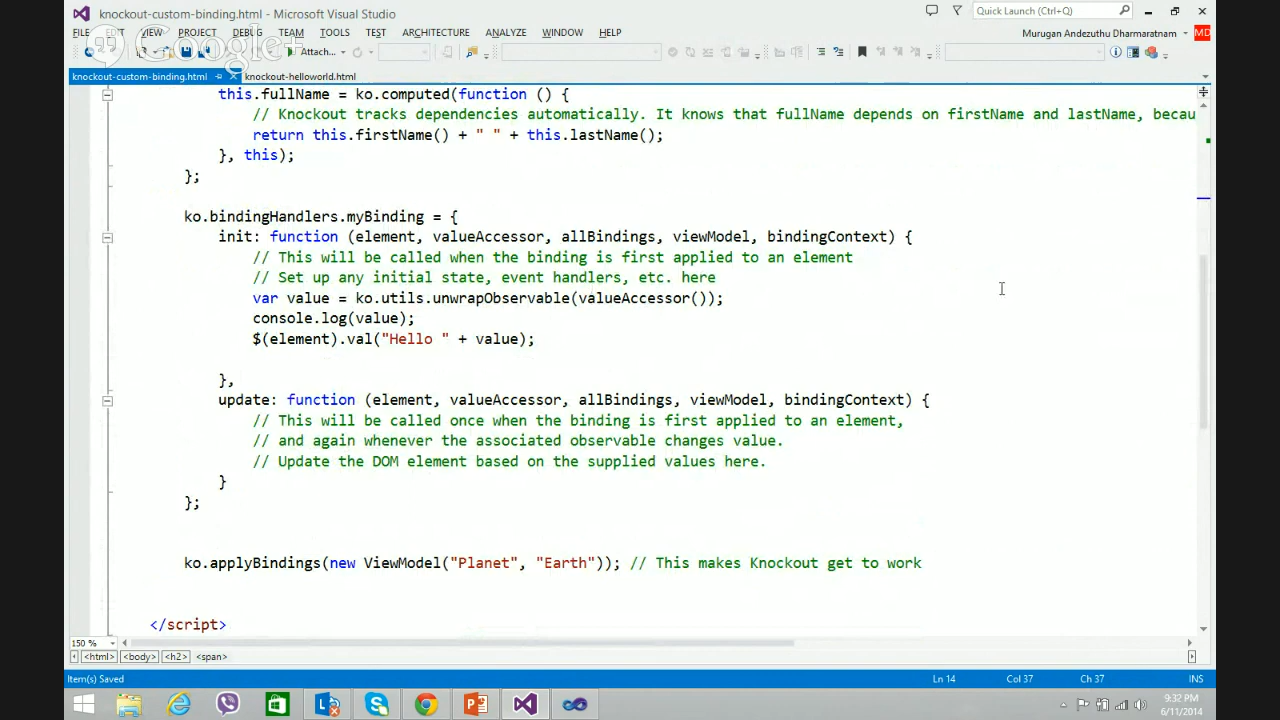 knockout-custom-binding.html - Microsoft Visual Studio
Quick Launch (Ctrl+Q)
FILE EDIT VIEW PROJECT DEBUG TEAM TOOLS TEST ARCHITECTURE ANALYZE WINDOW HELP
Murugan Andezuthu Dharmaratnam MD
Google+
Attach...
knockout-custom-binding.html knockout-helloworld.html
this.fullName = ko.computed(function () {
// Knockout tracks dependencies automatically. It knows that fullName depends on firstName and lastName, becau
return this.firstName() + " " + this.lastName();
}, this);
};
ko.bindingHandlers.myBinding = {
init: function (element, valueAccessor, allBindings, viewModel, bindingContext) {
// This will be called when the binding is first applied to an element
// Set up any initial state, event handlers, etc. here
var value = ko.utils.unwrapObservable(valueAccessor());
console.log(value);
$(element).val("Hello " + value);
},
update: function (element, valueAccessor, allBindings, viewModel, bindingContext) {
// This will be called once when the binding is first applied to an element,
// and again whenever the associated observable changes value.
// Update the DOM element based on the supplied values here.
}
};
ko.applyBindings(new ViewModel("Planet", "Earth")); // This makes Knockout get to work
</script>
150 %
<html> <body> <h2> <span>
Item(s) Saved Ln 14 Col 37 Ch 37 INS
9:32 PM
6/11/2014